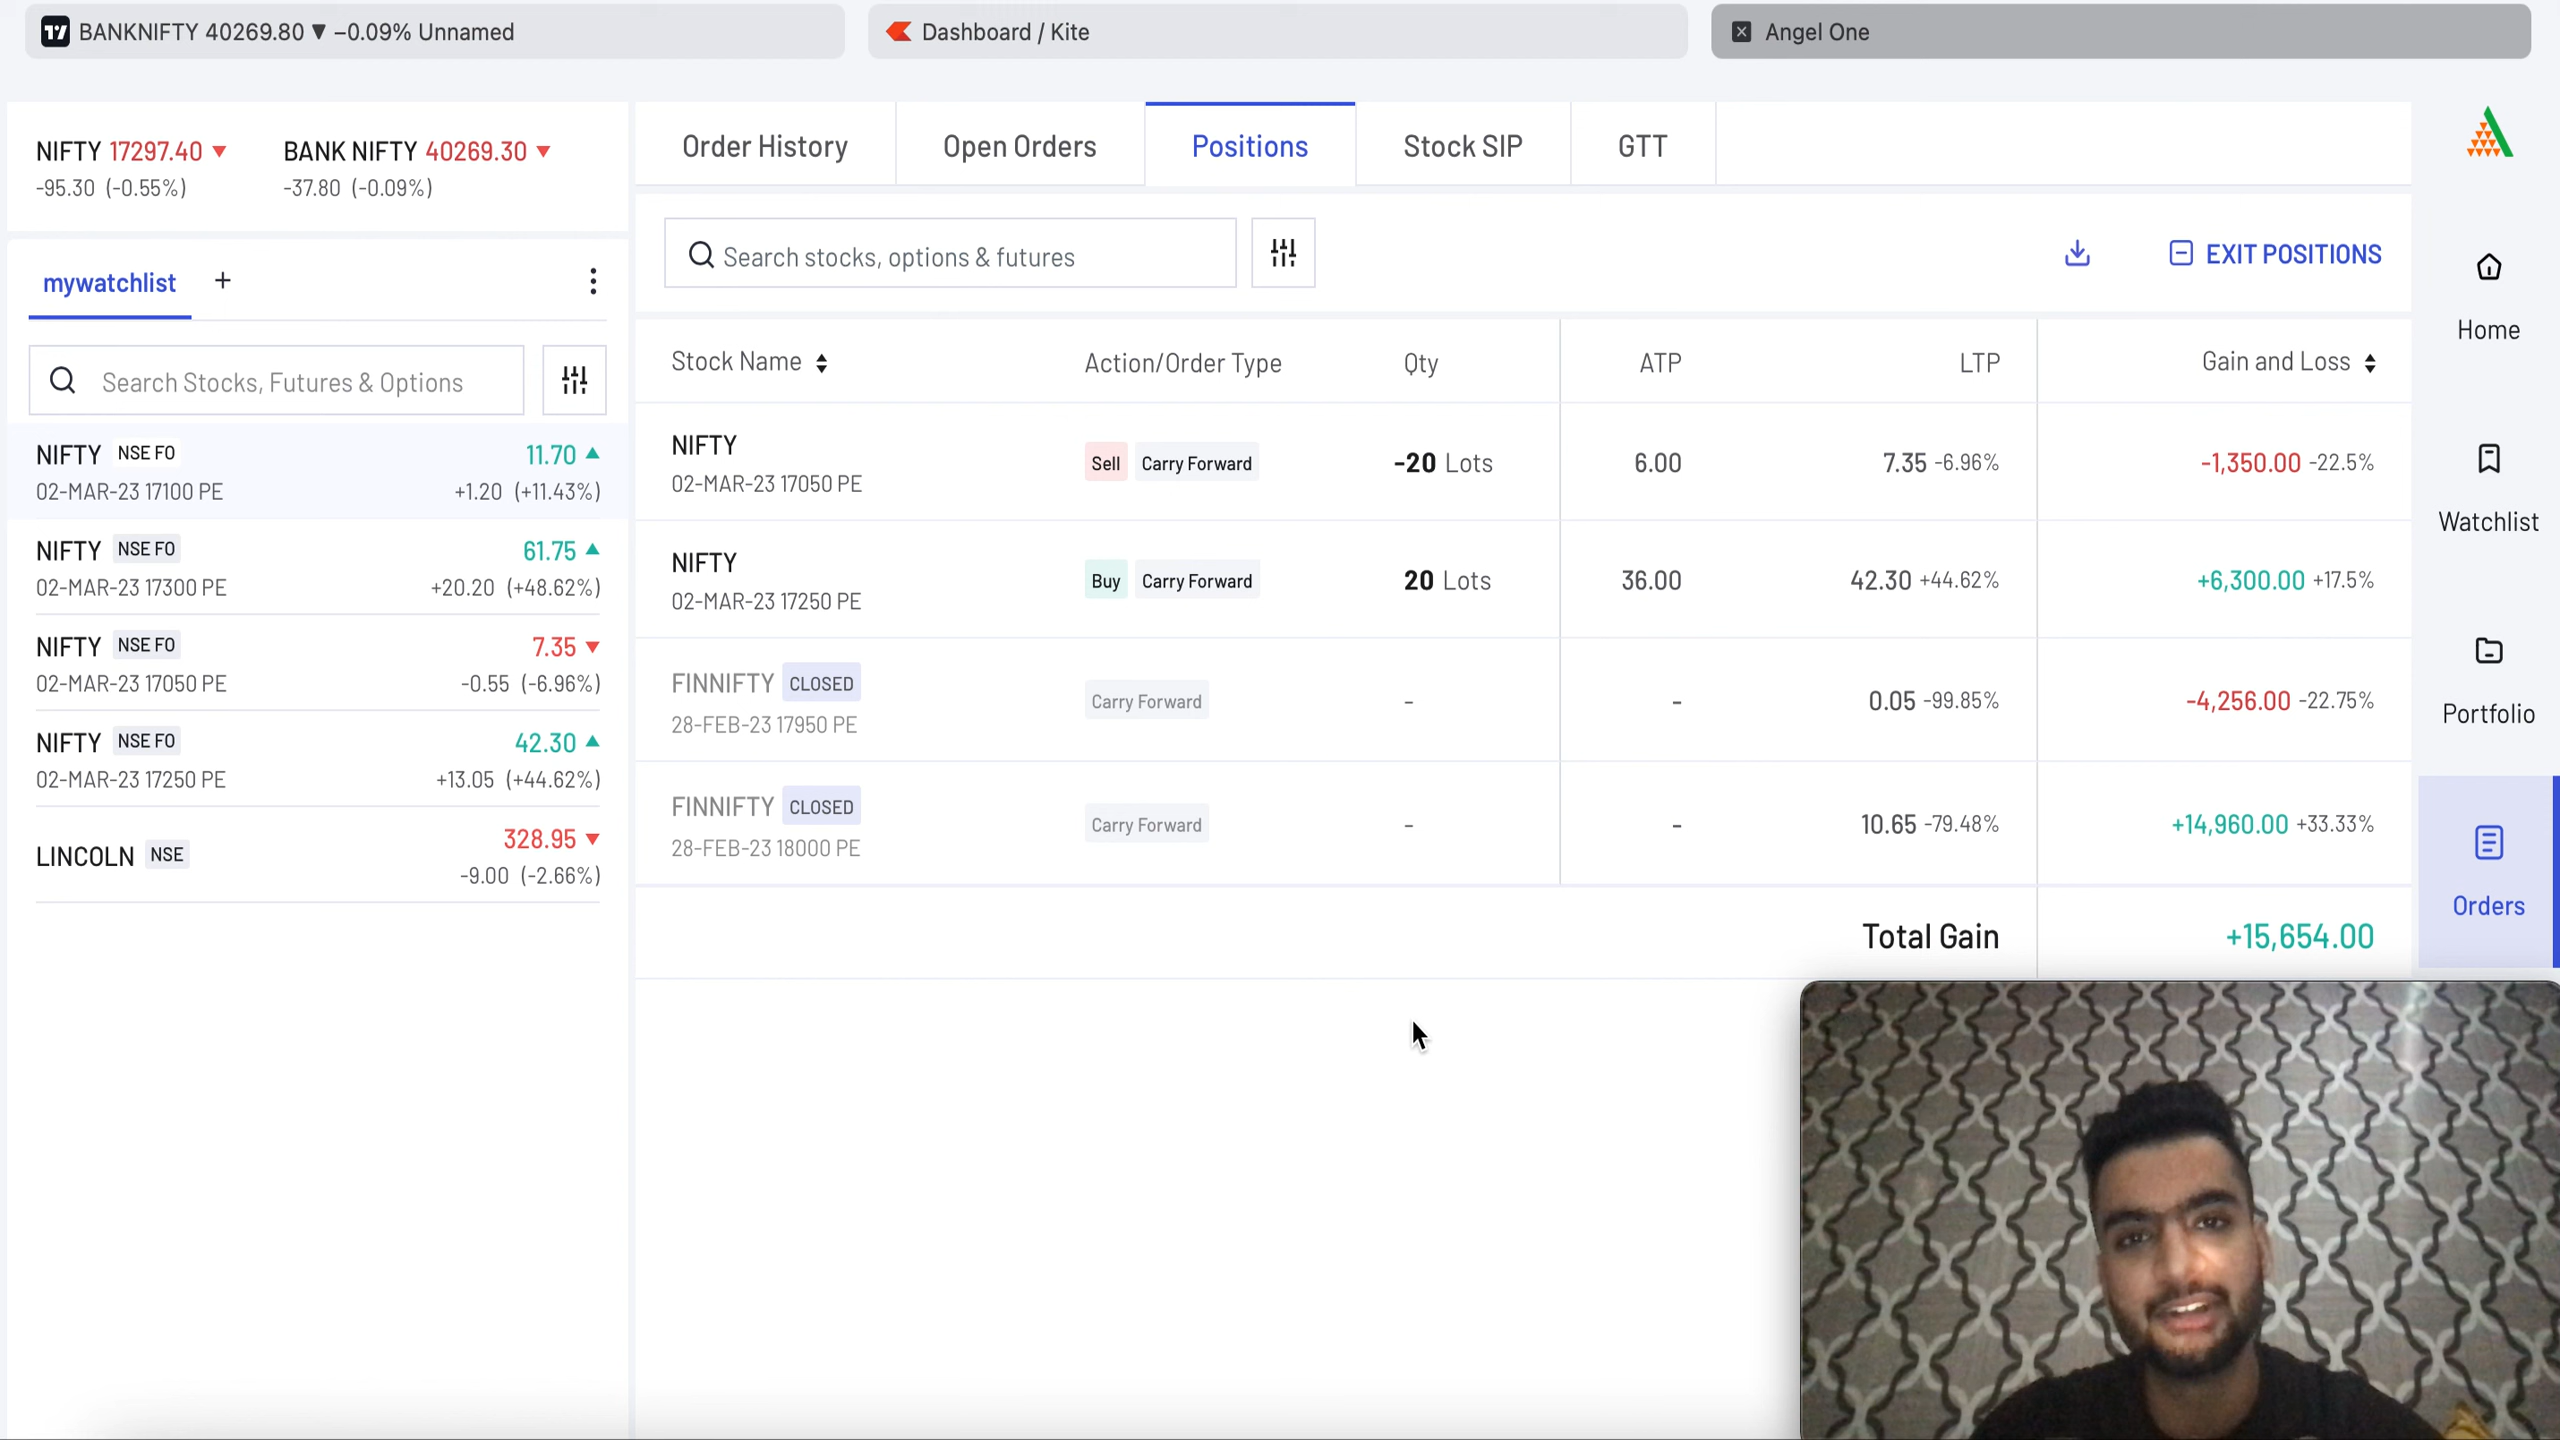 BANKNIFTY 40269.80 ▼ −0.09% Unnamed
Dashboard / Kite
Angel One
NIFTY 17297.40 ▼
-95.30 (-0.55%)
BANK NIFTY 40269.30 ▼
-37.80 (-0.09%)
mywatchlist +
Search Stocks, Futures & Options
NIFTY NSE FO 11.70 ▲
02-MAR-23 17100 PE +1.20 (+11.43%)
NIFTY NSE FO 61.75 ▲
02-MAR-23 17300 PE +20.20 (+48.62%)
NIFTY NSE FO 7.35 ▼
02-MAR-23 17050 PE -0.55 (-6.96%)
NIFTY NSE FO 42.30 ▲
02-MAR-23 17250 PE +13.05 (+44.62%)
LINCOLN NSE 328.95 ▼
-9.00 (-2.66%)
Order History Open Orders Positions Stock SIP GTT
Search stocks, options & futures
EXIT POSITIONS
Stock Name Action/Order Type Qty ATP LTP Gain and Loss
NIFTY
02-MAR-23 17050 PE
Sell Carry Forward -20 Lots 6.00 7.35 -6.96% -1,350.00 -22.5%
NIFTY
02-MAR-23 17250 PE
Buy Carry Forward 20 Lots 36.00 42.30 +44.62% +6,300.00 +17.5%
FINNIFTY CLOSED
28-FEB-23 17950 PE
Carry Forward - - 0.05 -99.85% -4,256.00 -22.75%
FINNIFTY CLOSED
28-FEB-23 18000 PE
Carry Forward - - 10.65 -79.48% +14,960.00 +33.33%
Total Gain +15,654.00
Home
Watchlist
Portfolio
Orders